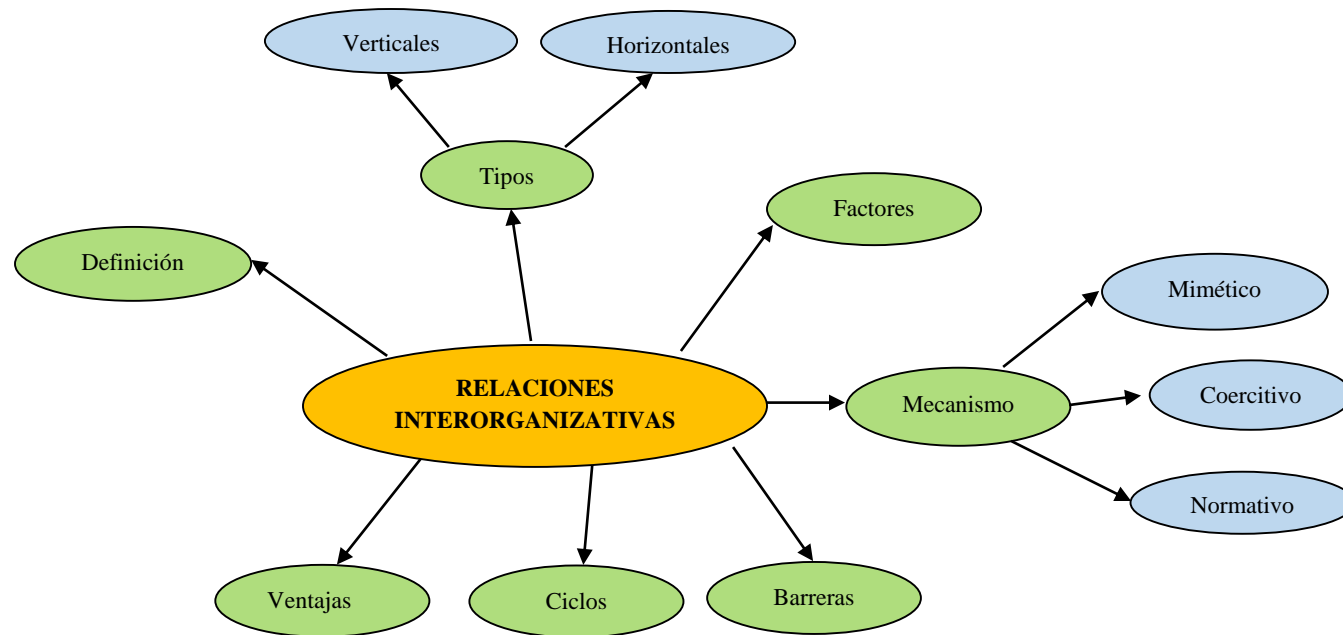 Verticales
Horizontales
Tipos
Factores
Definición
Mimético
RELACIONES
INTERORGANIZATIVAS
Mecanismo
Coercitivo
Normativo
Ventajas
Ciclos
Barreras